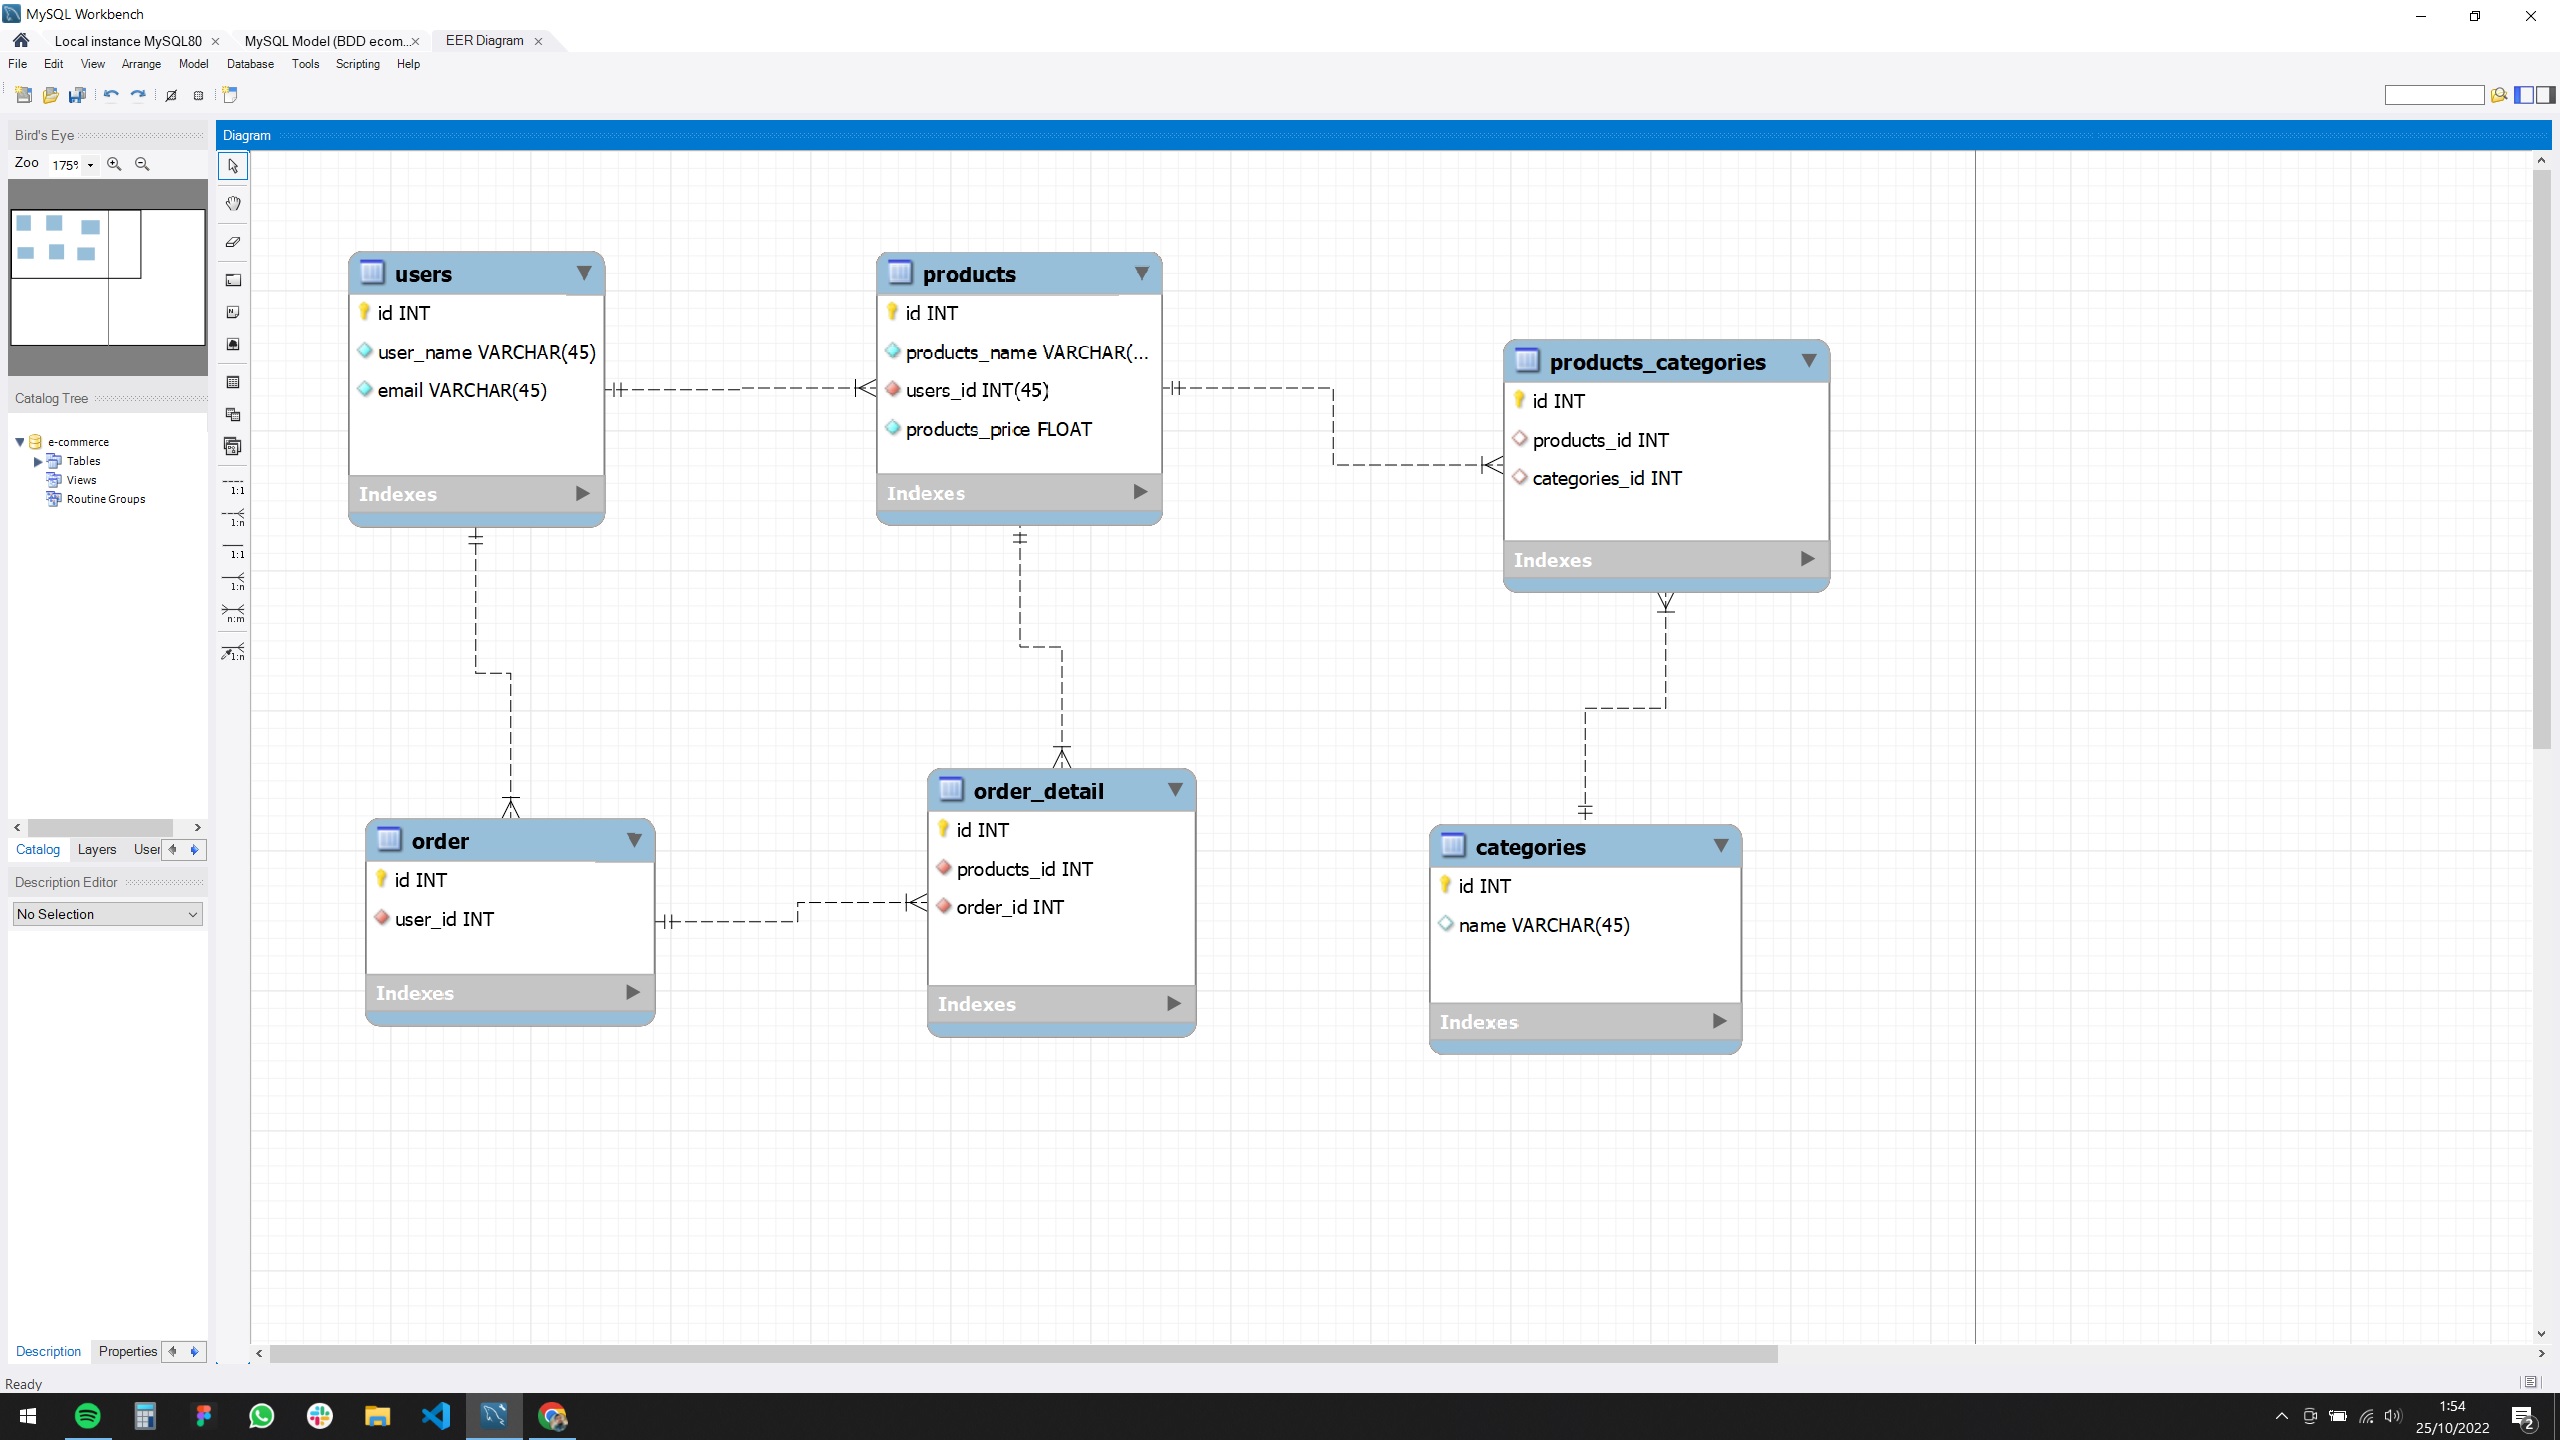 MySQL Workbench
Local instance MySQL80
MySQL Model (BDD ecom...
EER Diagram
File Edit View Arrange Model Database Tools Scripting Help
Bird's Eye
Zoo 175%
Diagram
users
id INT
user_name VARCHAR(45)
email VARCHAR(45)
Indexes
products
id INT
products_name VARCHAR(...
users_id INT(45)
products_price FLOAT
Indexes
products_categories
id INT
products_id INT
categories_id INT
Indexes
order
id INT
user_id INT
Indexes
order_detail
id INT
products_id INT
order_id INT
Indexes
categories
id INT
name VARCHAR(45)
Indexes
1:1
1:n
1:1
1:n
n:m
1:n
Catalog Tree
e-commerce
Tables
Views
Routine Groups
Catalog Layers User
Description Editor
No Selection
Description Properties
Ready
1:54
25/10/2022
2